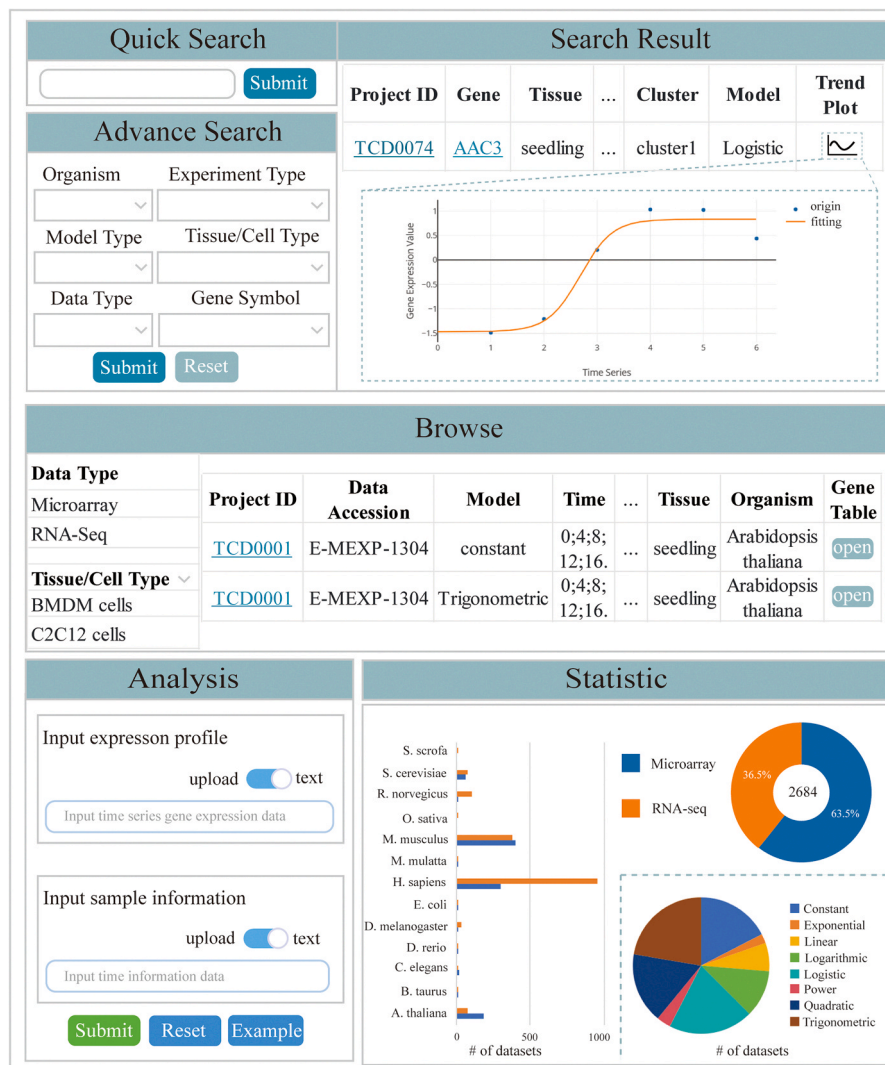 Quick Search
Submit
Advance Search
Organism Experiment Type
Model Type Tissue/Cell Type
Data Type Gene Symbol
Submit Reset
Search Result
Project ID Gene Tissue ... Cluster Model Trend Plot
TCD0074 AAC3 seedling ... cluster1 Logistic
Gene Expression Value
1
0.5
0
−0.5
−1
−1.5
0 1 2 3 4 5 6
Time Series
origin
fitting
Browse
Data Type
Microarray
RNA-Seq
Tissue/Cell Type
BMDM cells
C2C12 cells
Project ID Data Accession Model Time ... Tissue Organism Gene Table
TCD0001 E-MEXP-1304 constant 0;4;8; 12;16. ... seedling Arabidopsis thaliana open
TCD0001 E-MEXP-1304 Trigonometric 0;4;8; 12;16. ... seedling Arabidopsis thaliana open
Analysis
Input expresson profile
upload text
Input time series gene expression data
Input sample information
upload text
Input time information data
Submit Reset Example
Statistic
S. scrofa
S. cerevisiae
R. norvegicus
O. sativa
M. musculus
M. mulatta
H. sapiens
E. coli
D. melanogaster
D. rerio
C. elegans
B. taurus
A. thaliana
0 500 1000
# of datasets
Microarray
RNA-seq
36.5%
2684
63.5%
Constant
Exponential
Linear
Logarithmic
Logistic
Power
Quadratic
Trigonometric
# of datasets